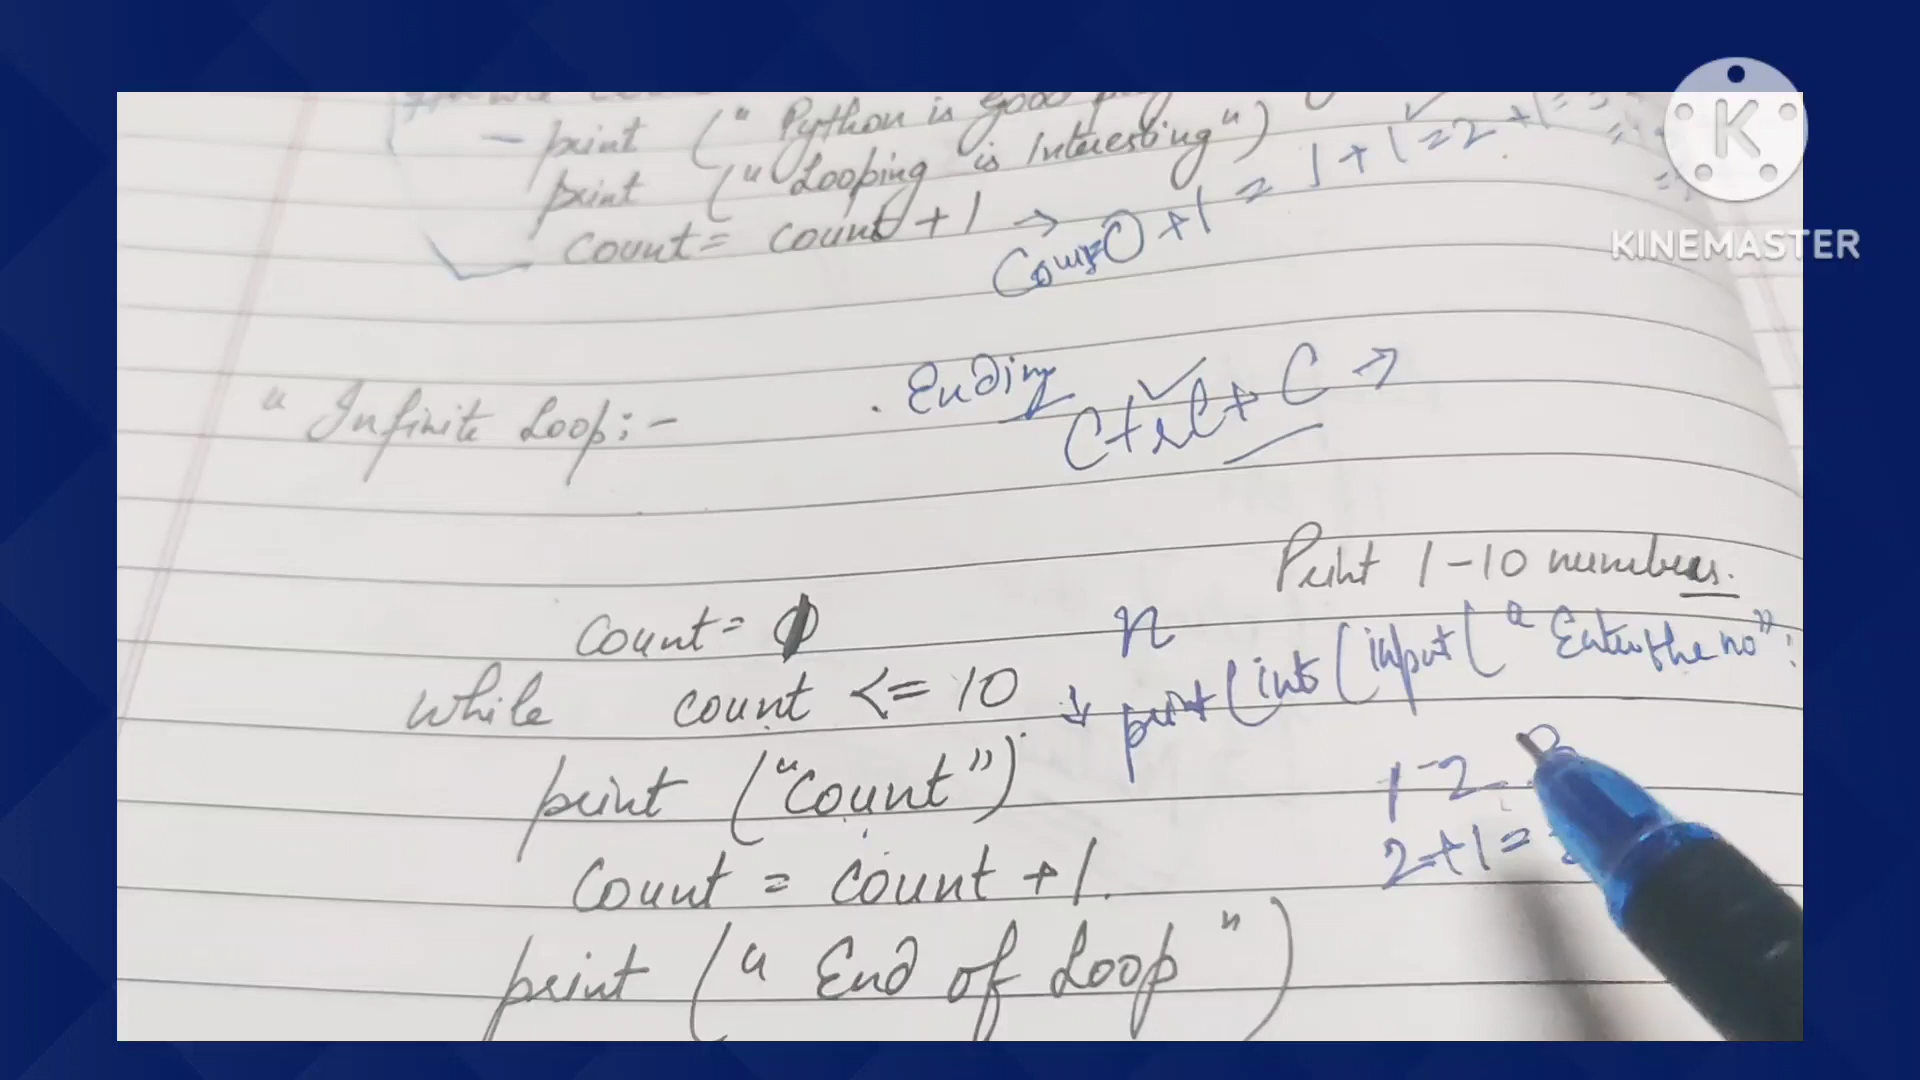 print ("Python is good
print ("Looping is Interesting")
count = count + 1 → Count=0 +1 = 1 + 1 = 2 +1=
KINEMASTER
"Infinite Loop:-
. Ending
Ctrl + C →
Print 1-10 numbers.
count =
n
while count <= 10 ↓ print (int (input ("Enter the no":
print ("count")
1-2
count = count +1.
2+1=
print ("End of Loop")